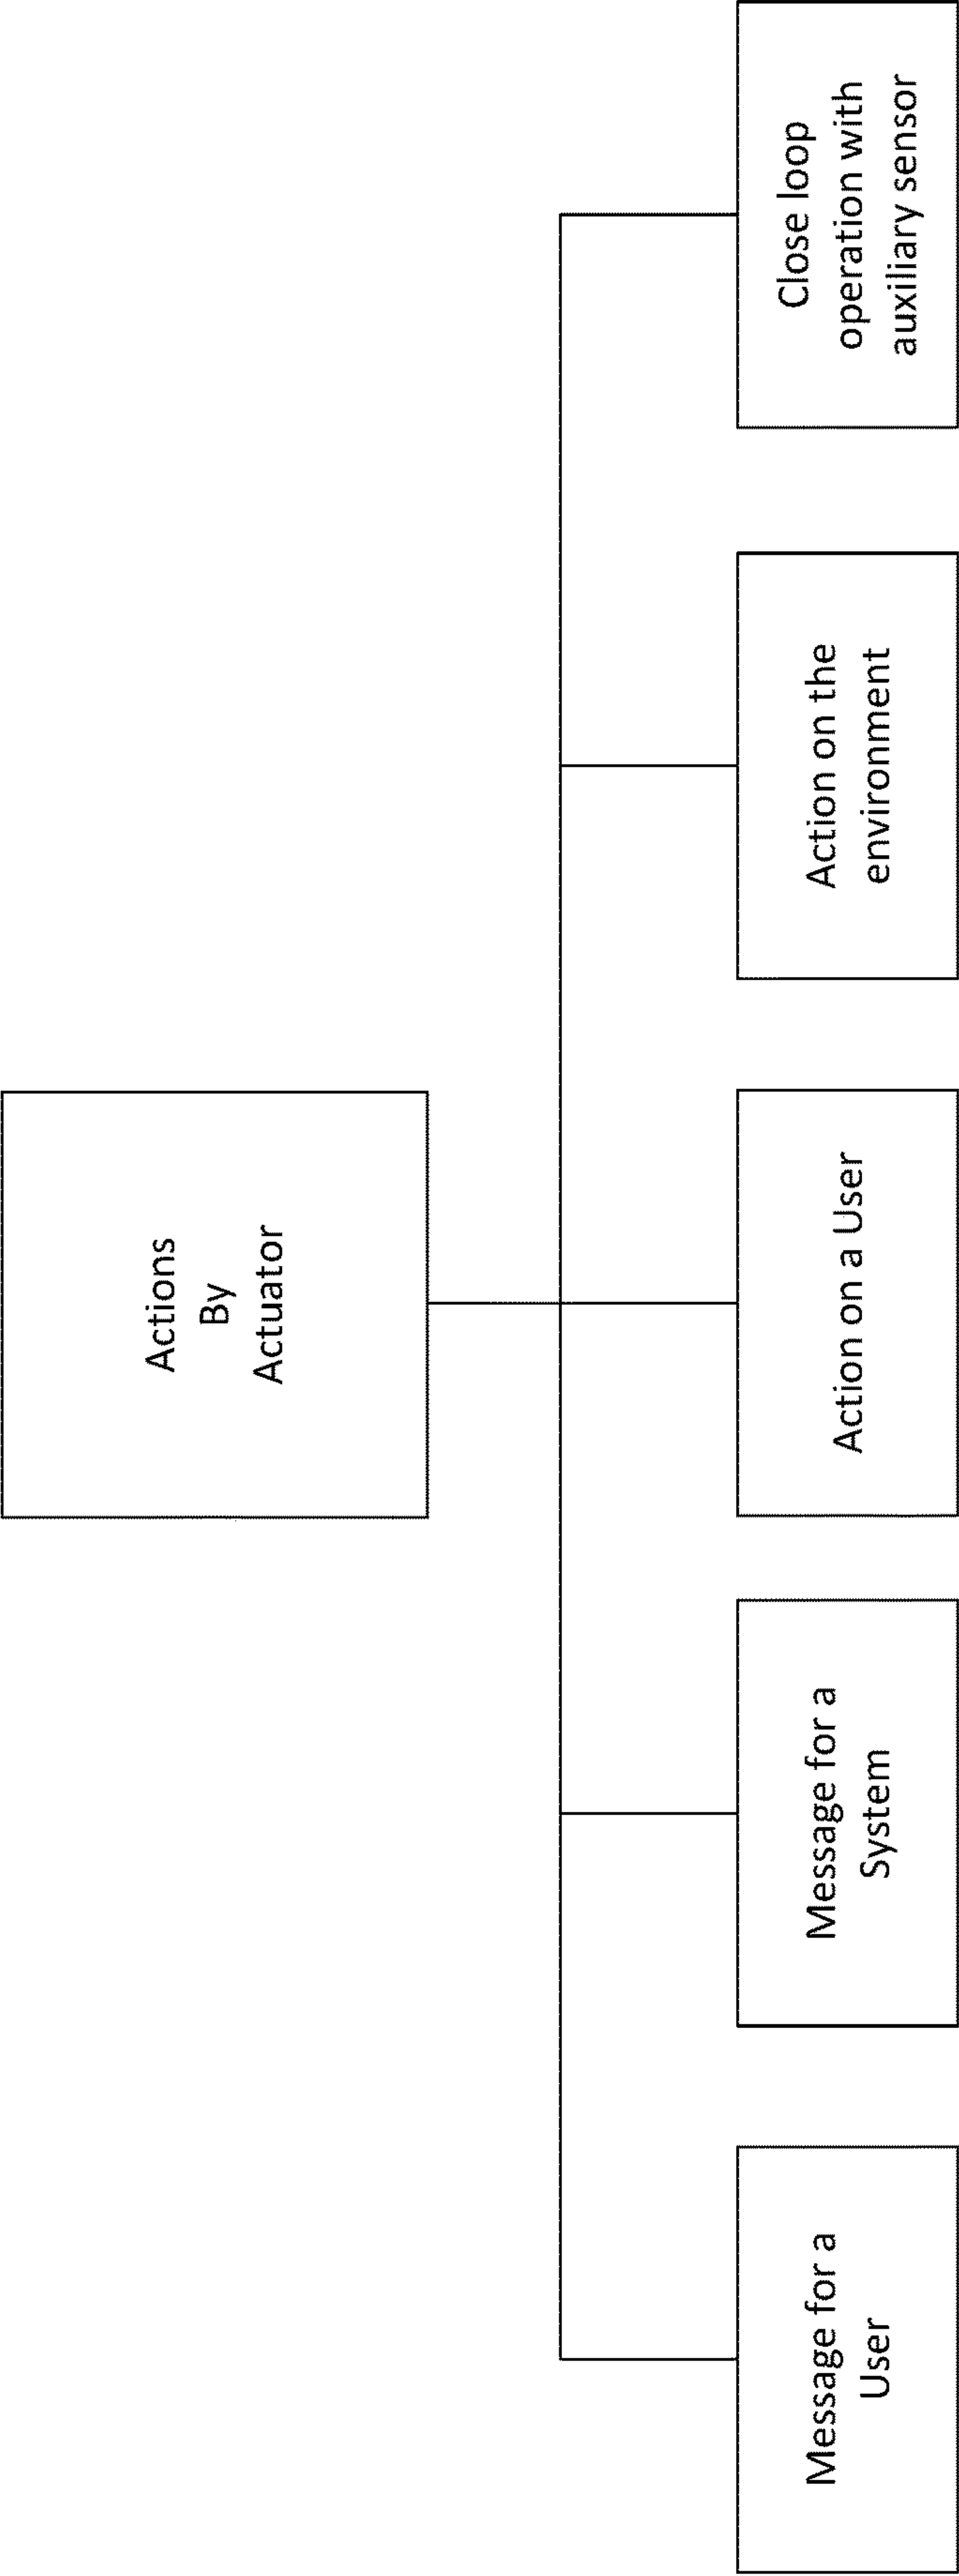 Actions
By
Actuator
Message for a
User
Message for a
System
Action on a User
Action on the
environment
Close loop
operation with
auxiliary sensor